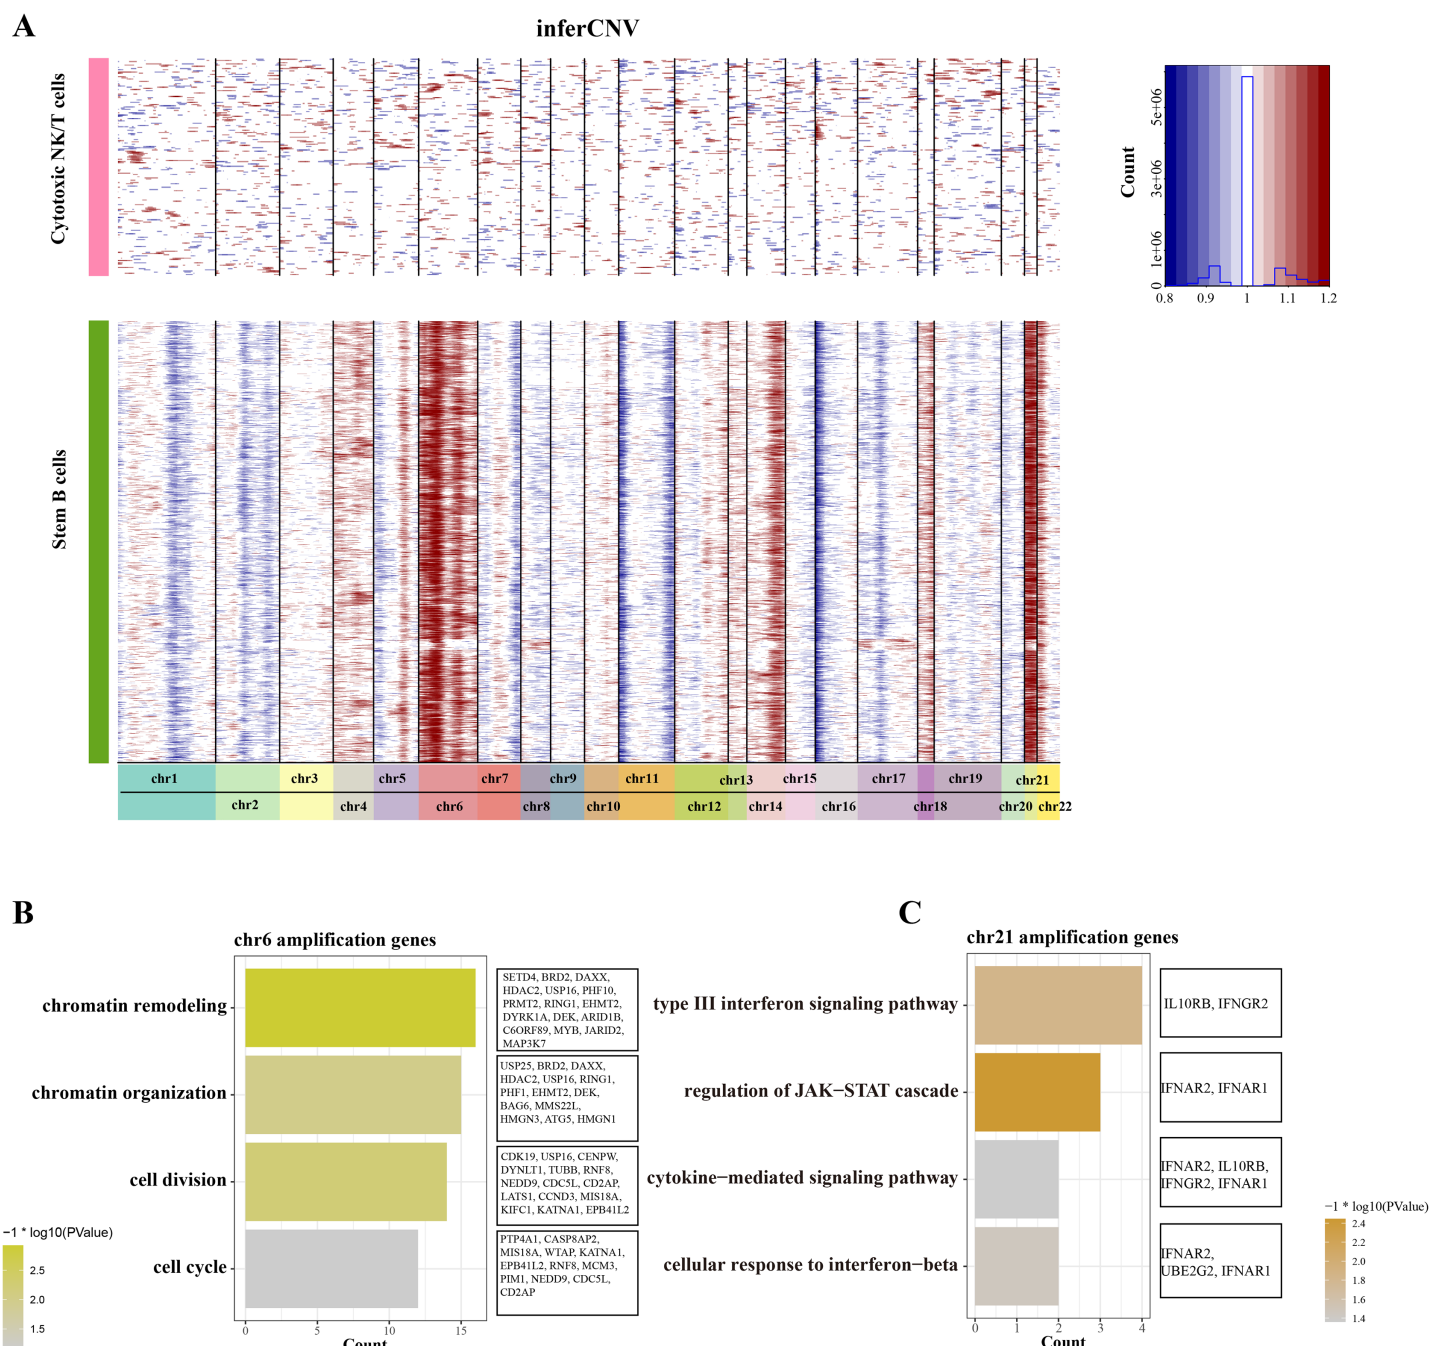 A
inferCNV
Cytotoxic NK/T cells
Stem B cells
Count
5e+06
3e+06
1e+06
0
0.8 0.9 1 1.1 1.2
chr1 chr3 chr5 chr7 chr9 chr11 chr13 chr15 chr17 chr19 chr21
chr2 chr4 chr6 chr8 chr10 chr12 chr14 chr16 chr18 chr20 chr22
B
chr6 amplification genes
chromatin remodeling
SETD4, BRD2, DAXX,
HDAC2, USP16, PHF10,
PRMT2, RING1, EHMT2,
DYRK1A, DEK, ARID1B,
C6ORF89, MYB, JARID2,
MAP3K7
chromatin organization
USP25, BRD2, DAXX,
HDAC2, USP16, RING1,
PHF1, EHMT2, DEK,
BAG6, MMS22L,
HMGN3, ATG5, HMGN1
cell division
CDK19, USP16, CENPW,
DYNLT1, TUBB, RNF8,
NEDD9, CDC5L, CD2AP,
LATS1, CCND3, MIS18A,
KIFC1, KATNA1, EPB41L2
cell cycle
PTP4A1, CASP8AP2,
MIS18A, WTAP, KATNA1,
EPB41L2, RNF8, MCM3,
PIM1, NEDD9, CDC5L,
CD2AP
0 5 10 15
Count
−1 * log10(PValue)
2.5
2.0
1.5
C
chr21 amplification genes
type III interferon signaling pathway
IL10RB, IFNGR2
regulation of JAK−STAT cascade
IFNAR2, IFNAR1
cytokine−mediated signaling pathway
IFNAR2, IL10RB,
IFNGR2, IFNAR1
cellular response to interferon−beta
IFNAR2,
UBE2G2, IFNAR1
0 1 2 3 4
Count
−1 * log10(PValue)
2.4
2.2
2.0
1.8
1.6
1.4